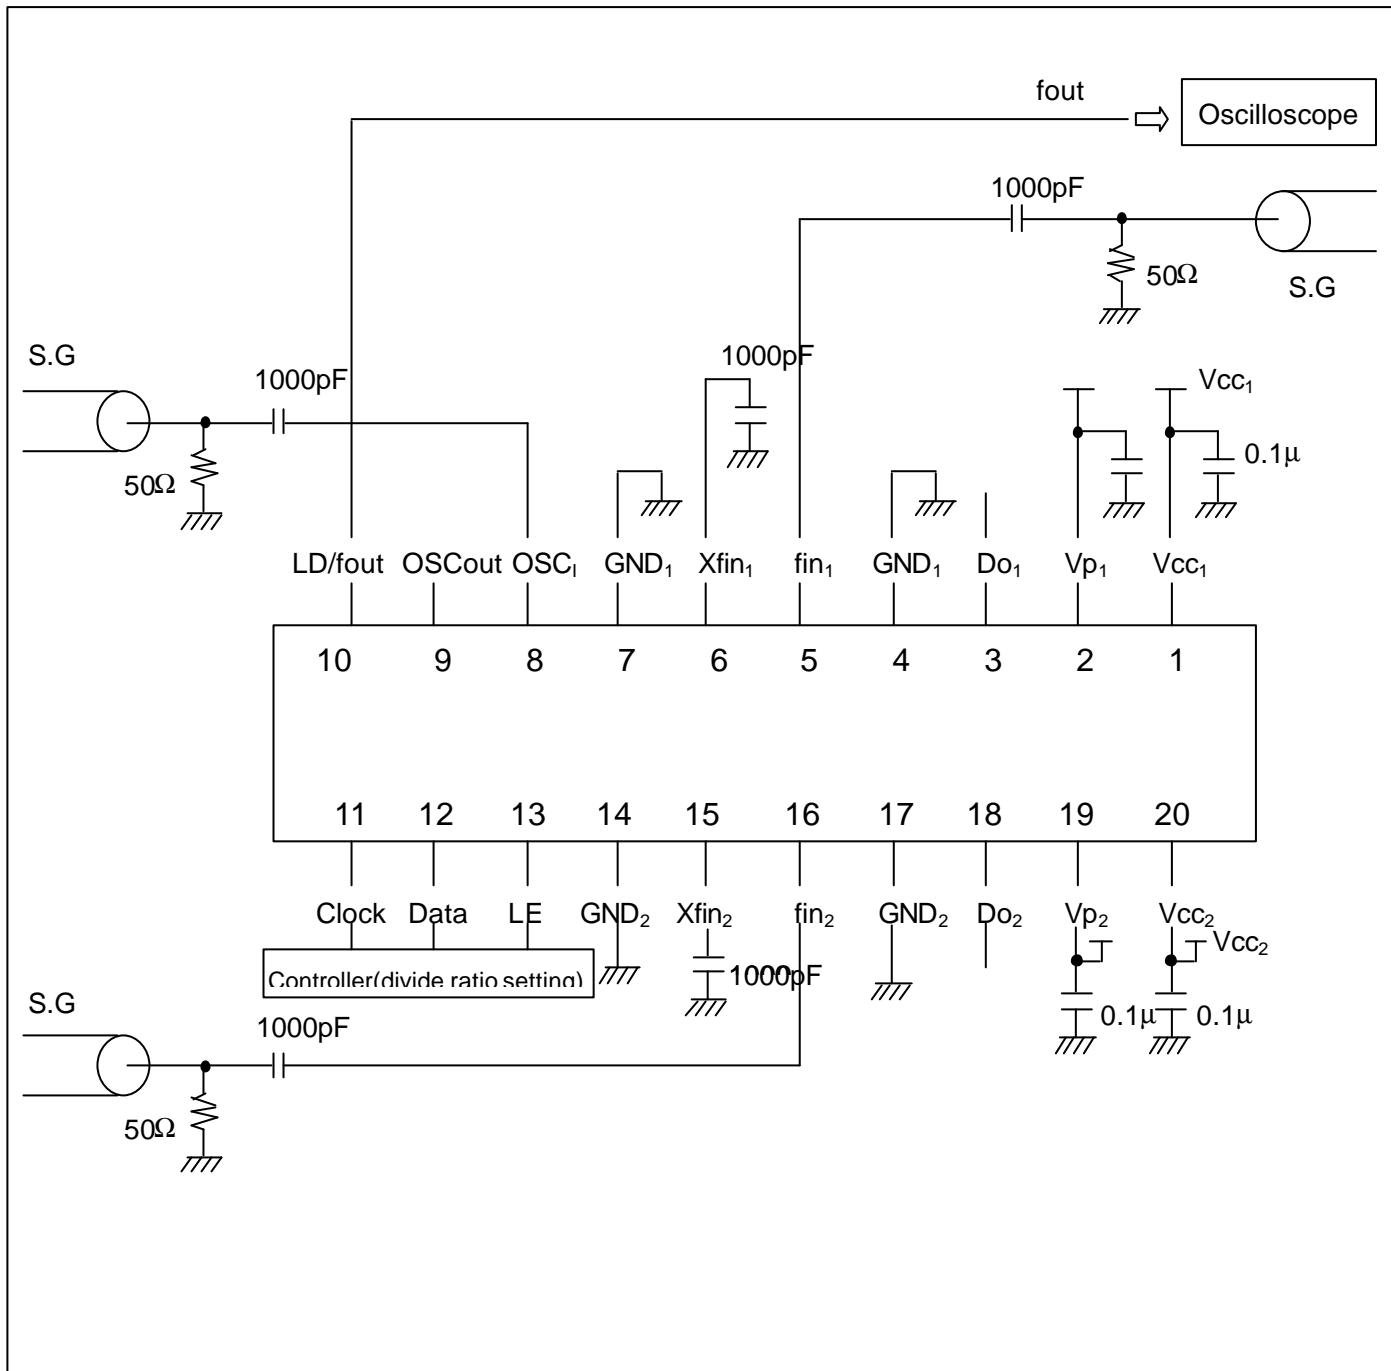 fout
Oscilloscope
1000pF
50Ω
S.G
S.G
1000pF
50Ω
1000pF
Vcc₁
0.1µ
LD/fout OSCout OSCI GND₁ Xfin₁ fin₁ GND₁ Do₁ Vp₁ Vcc₁
10 9 8 7 6 5 4 3 2 1
11 12 13 14 15 16 17 18 19 20
Clock Data LE GND₂ Xfin₂ fin₂ GND₂ Do₂ Vp₂ Vcc₂
Vcc₂
Controller(divide ratio setting)
1000pF
0.1µ 0.1µ
S.G
1000pF
50Ω